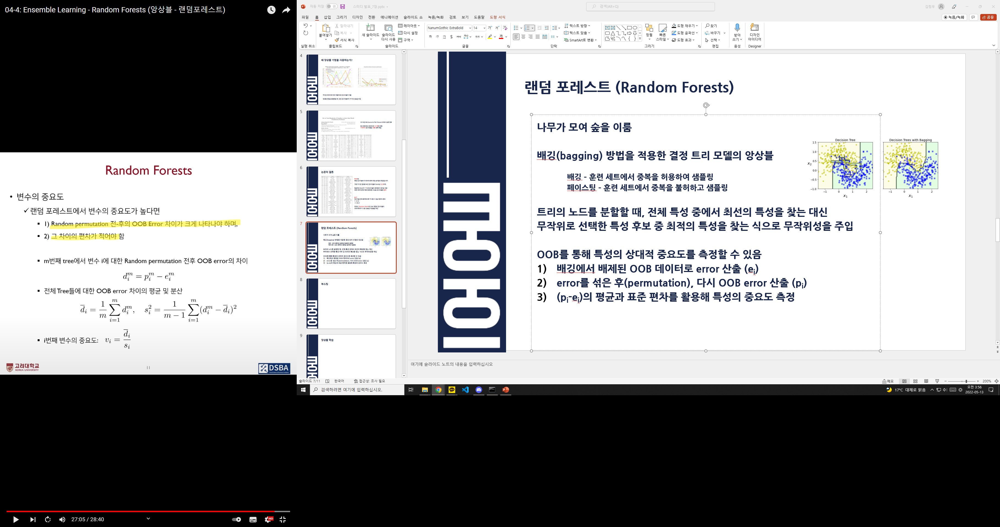 04-4: Ensemble Learning - Random Forests (앙상블 - 랜덤포레스트)
Random Forests
• 변수의 중요도
✓ 랜덤 포레스트에서 변수의 중요도가 높다면
▪ 1) Random permutation 전-후의 OOB Error 차이가 크게 나타나야 하며,
▪ 2) 그 차이의 편차가 적어야 함
▪ m번째 tree에서 변수 i에 대한 Random permutation 전후 OOB error의 차이
d_i^m = p_i^m − e_i^m
▪ 전체 Tree들에 대한 OOB error 차이의 평균 및 분산
d̄_i = 1/m ∑_{i=1}^{m} d_i^m, s_i^2 = 1/(m − 1) ∑_{i=1}^{m} (d_i^m − d̄_i)^2
▪ i번째 변수의 중요도: v_i = d̄_i / s_i
고려대학교
KOREA UNIVERSITY
11
DSBA
27:05 / 28:40
HD
자동 저장 끔
스터디 발표_7장.pptx
검색(Alt+Q)
김정우
파일 홈 삽입 그리기 디자인 전환 애니메이션 슬라이드 쇼 녹음/녹화 검토 보기 도움말 도형 서식
녹음/녹화
공유
실행 취소
붙여넣기
잘라내기
복사
서식 복사
클립보드
새 슬라이드
슬라이드 다시 사용
레이아웃
다시 설정
구역
슬라이드
NanumGothic ExtraBold 14
글꼴
텍스트 방향
텍스트 맞춤
SmartArt로 변환
단락
정렬
빠른 스타일
도형 채우기
도형 윤곽선
도형 효과
그리기
찾기
바꾸기
선택
편집
받아쓰기
음성
디자인 아이디어
Designer
4
왜 앙상블 기법을 사용하는가?
5
6
논문의 결론
7
랜덤 포레스트 (Random Forests)
8
부스팅
9
앙상블 학습
랜덤 포레스트 (Random Forests)
나무가 모여 숲을 이룸
배깅(bagging) 방법을 적용한 결정 트리 모델의 앙상블
배깅 - 훈련 세트에서 중복을 허용하여 샘플링
페이스팅 - 훈련 세트에서 중복을 불허하고 샘플링
트리의 노드를 분할할 때, 전체 특성 중에서 최선의 특성을 찾는 대신
무작위로 선택한 특성 후보 중 최적의 특성을 찾는 식으로 무작위성을 주입
OOB를 통해 특성의 상대적 중요도를 측정할 수 있음
1) 배깅에서 배제된 OOB 데이터로 error 산출 (ei)
2) error를 섞은 후(permutation), 다시 OOB error 산출 (pi)
3) (pi-ei)의 평균과 표준 편차를 활용해 특성의 중요도 측정
Decision Tree
Decision Trees with Bagging
1.5
1.0
0.5
0.0
−0.5
−1.0
x2
−1 0 1 2
x1
−1 0 1 2
x1
여기에 슬라이드 노트의 내용을 입력하십시오
슬라이드 7/11 한국어 접근성: 조사 필요
메모
200%
검색하려면 여기에 입력하십시오.
17°C 대체로 맑음
오전 3:56
2022-05-13